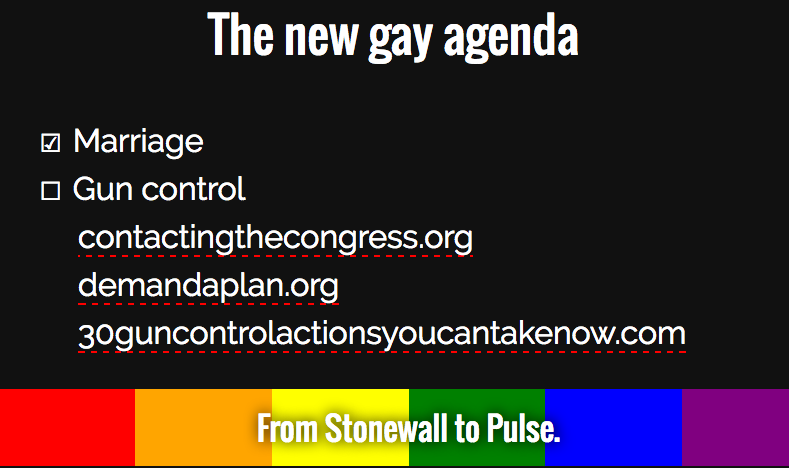 The new gay agenda
☑ Marriage
☐ Gun control
contactingthecongress.org
demandaplan.org
30guncontrolactionsyoucantakenow.com
From Stonewall to Pulse.